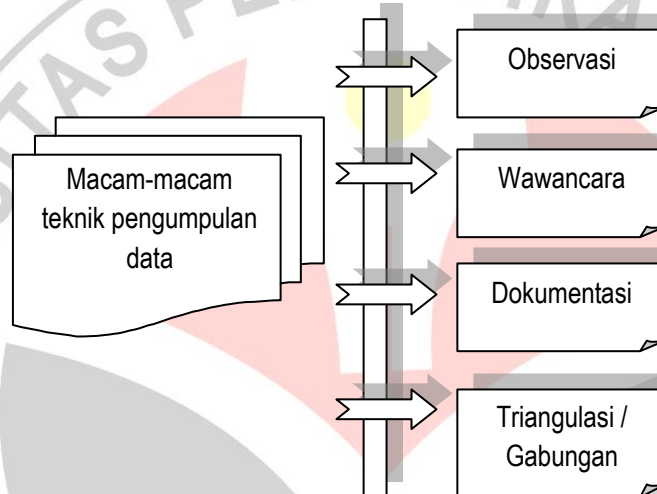 Macam-macam
teknik pengumpulan
data
Observasi
Wawancara
Dokumentasi
Triangulasi /
Gabungan